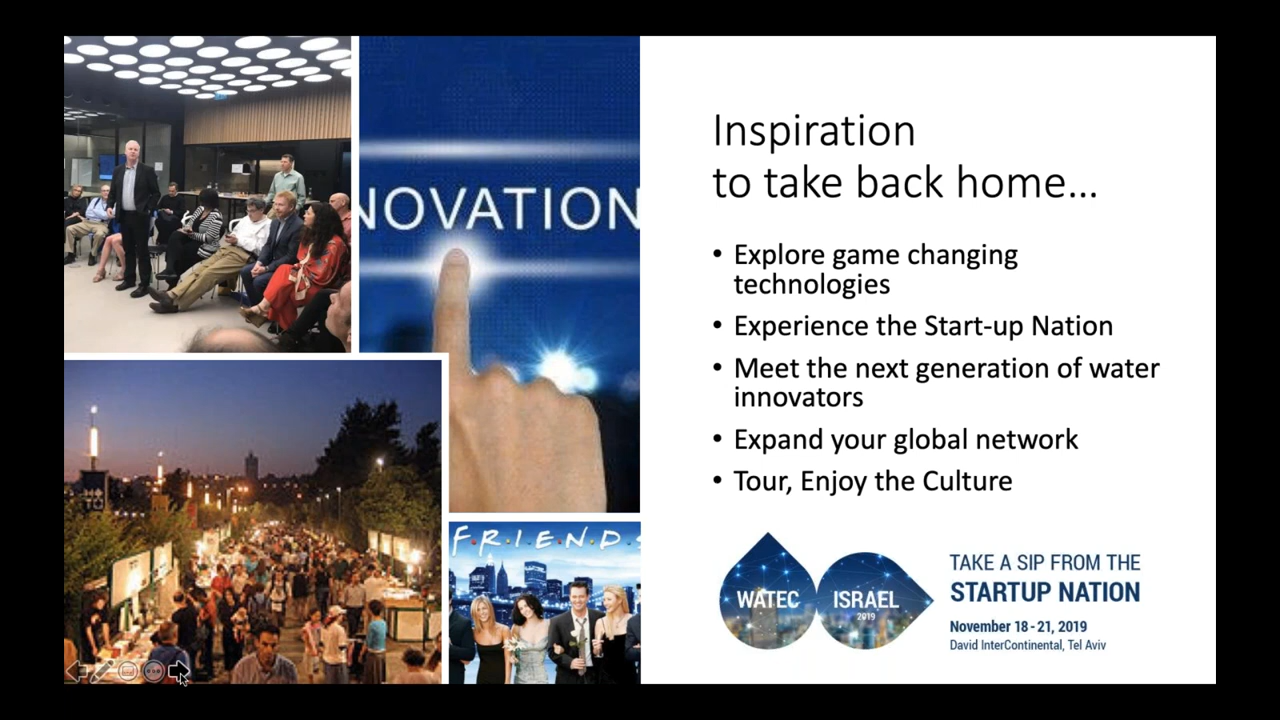 NOVATION
F.R.I.E.N.D.S
Inspiration
to take back home...
• Explore game changing
technologies
• Experience the Start-up Nation
• Meet the next generation of water
innovators
• Expand your global network
• Tour, Enjoy the Culture
WATEC
ISRAEL
2019
TAKE A SIP FROM THE
STARTUP NATION
November 18 - 21, 2019
David InterContinental, Tel Aviv